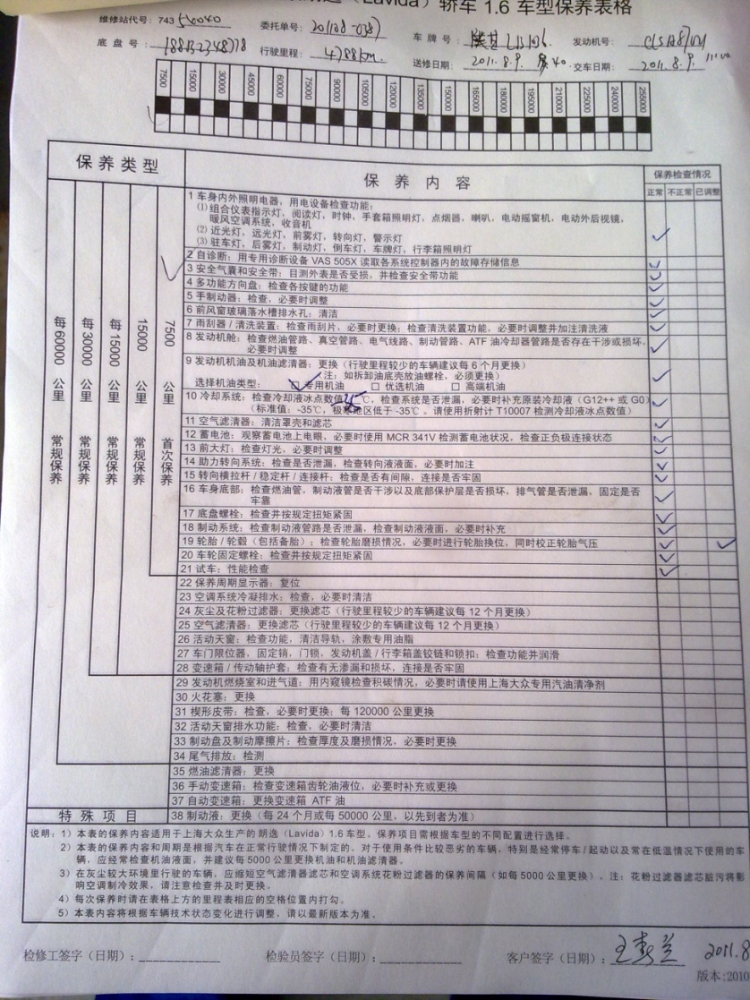 (Lavida) 轿车 1.6 车型保养表格
维修站代号: 743 委托单号: 车牌号: 发动机号:
底盘号: 行驶里程: 4788km. 送修日期: 2011.8.9. 交车日期: 2011.8.9.
7500 15000 30000 45000 60000 75000 90000 105000 120000 135000 150000 165000 180000 195000 210000 225000 240000 255000
保养类型 保养内容 保养检查情况
正常 不正常 已调整
每 60000 公里 常规保养
每 30000 公里 常规保养
每 15000 公里 常规保养
15000 公里 常规保养
7500 公里 首次保养
1 车身内外照明电器，用电设备检查功能:
⑴ 组合仪表指示灯，阅读灯，时钟，手套箱照明灯，点烟器，喇叭，电动摇窗机，电动外后视镜，
暖风空调系统，收音机
⑵ 近光灯，远光灯，前雾灯，转向灯，警示灯
⑶ 驻车灯，后雾灯，制动灯，倒车灯，车牌灯，行李箱照明灯
2 自诊断: 用专用诊断设备 VAS 505X 读取各系统控制器内的故障存储信息
3 安全气囊和安全带: 目测外表是否受损，并检查安全带功能
4 多功能方向盘: 检查各按键的功能
5 手制动器: 检查，必要时调整
6 前风窗玻璃落水槽排水孔: 清洁
7 雨刮器 / 清洗装置: 检查雨刮片，必要时更换; 检查清洗装置功能，必要时调整并加注清洗液
8 发动机舱: 检查燃油管路、真空管路、电气线路、制动管路、ATF 油冷却器管路是否存在干涉或损坏，
必要时调整
9 发动机机油及机油滤清器: 更换 (行驶里程较少的车辆建议每 6 个月更换)
(注: 如拆卸油底壳放油螺栓，必须更换)
选择机油类型: □ 专用机油 □ 优选机油 □ 高端机油
10 冷却系统: 检查冷却液冰点数值 ℃，检查系统是否泄漏，必要时补充原装冷却液 (G12++ 或 G0)
(标准值: -35℃，极寒地区低于 -35℃ 。请使用折射计 T10007 检测冷却液冰点数值)
11 空气滤清器: 清洁罩壳和滤芯
12 蓄电池: 观察蓄电池上电眼，必要时使用 MCR 341V 检测蓄电池状况，检查正负极连接状态
13 前大灯: 检查灯光，必要时调整
14 助力转向系统: 检查是否泄漏，检查转向液液面，必要时加注
15 转向横拉杆 / 稳定杆 / 连接杆: 检查是否有间隙，连接是否牢固
16 车身底部: 检查燃油管，制动液管是否干涉以及底部保护层是否损坏，排气管是否泄漏，固定是否
牢靠
17 底盘螺栓: 检查并按规定扭矩紧固
18 制动系统: 检查制动液管路是否泄漏，检查制动液液面，必要时补充
19 轮胎 / 轮毂 (包括备胎): 检查轮胎磨损情况，必要时进行轮胎换位，同时校正轮胎气压
20 车轮固定螺栓: 检查并按规定扭矩紧固
21 试车: 性能检查
22 保养周期显示器: 复位
23 空调系统冷凝排水: 检查，必要时清洁
24 灰尘及花粉过滤器: 更换滤芯 (行驶里程较少的车辆建议每 12 个月更换)
25 空气滤清器: 更换滤芯 (行驶里程较少的车辆建议每 12 个月更换)
26 活动天窗: 检查功能，清洁导轨，涂敷专用油脂
27 车门限位器，固定销，门锁，发动机盖 / 行李箱盖铰链和锁扣: 检查功能并润滑
28 变速箱 / 传动轴护套: 检查有无渗漏和损坏，连接是否牢固
29 发动机燃烧室和进气道: 用内窥镜检查积碳情况，必要时请使用上海大众专用汽油清净剂
30 火花塞: 更换
31 楔形皮带: 检查，必要时更换; 每 120000 公里更换
32 活动天窗排水功能: 检查，必要时清洁
33 制动盘及制动摩擦片: 检查厚度及磨损情况，必要时更换
34 尾气排放: 检测
35 燃油滤清器: 更换
36 手动变速箱: 检查变速箱齿轮油液位，必要时补充或更换
37 自动变速箱: 更换变速箱 ATF 油
特殊项目 38 制动液: 更换 (每 24 个月或每 50000 公里，以先到者为准)
说明: 1) 本表的保养内容适用于上海大众生产的朗逸 (Lavida) 1.6 车型。保养项目需根据车型的不同配置进行选择。
2) 本表的保养内容和周期是根据汽车在正常行驶情况下制定的。对于使用条件比较恶劣的车辆，特别是经常停车 / 起动以及常在低温情况下使用的车
辆，应经常检查机油液面，并建议每 5000 公里更换机油和机油滤清器。
3) 在灰尘较大环境里行驶的车辆，应缩短空气滤清器滤芯和空调系统花粉过滤器的保养间隔 (如每 5000 公里更换)。注: 花粉过滤器滤芯脏污将影
响空调制冷效果，请注意检查并及时更换。
4) 每次保养时请在表格上方的里程表相应的空格位置内打勾。
5) 本表内容将根据车辆技术状态变化进行调整，请以最新版本为准。
检修工签字 (日期): 检验员签字 (日期): 客户签字 (日期): 2011.8
版本:2010